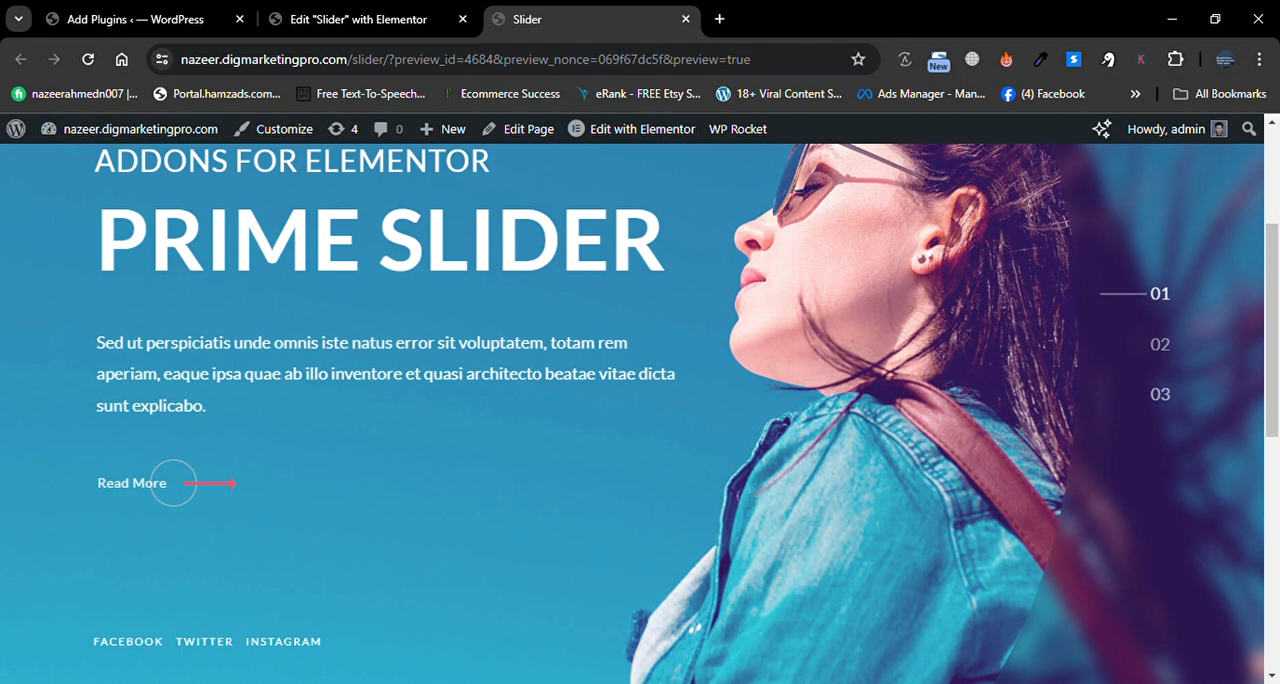 Add Plugins ‹ — WordPress
Edit "Slider" with Elementor
Slider
nazeer.digmarketingpro.com/slider/?preview_id=4684&preview_nonce=069f67dc5f&preview=true
New
nazeerahmedn007 |...
Portal.hamzads.com...
Free Text-To-Speech...
Ecommerce Success
eRank - FREE Etsy S...
18+ Viral Content S...
Ads Manager - Man...
(4) Facebook
All Bookmarks
nazeer.digmarketingpro.com
Customize
4
0
New
Edit Page
Edit with Elementor
WP Rocket
Howdy, admin
ADDONS FOR ELEMENTOR
PRIME SLIDER
01
Sed ut perspiciatis unde omnis iste natus error sit voluptatem, totam rem
aperiam, eaque ipsa quae ab illo inventore et quasi architecto beatae vitae dicta
sunt explicabo.
02
03
Read More
FACEBOOK TWITTER INSTAGRAM